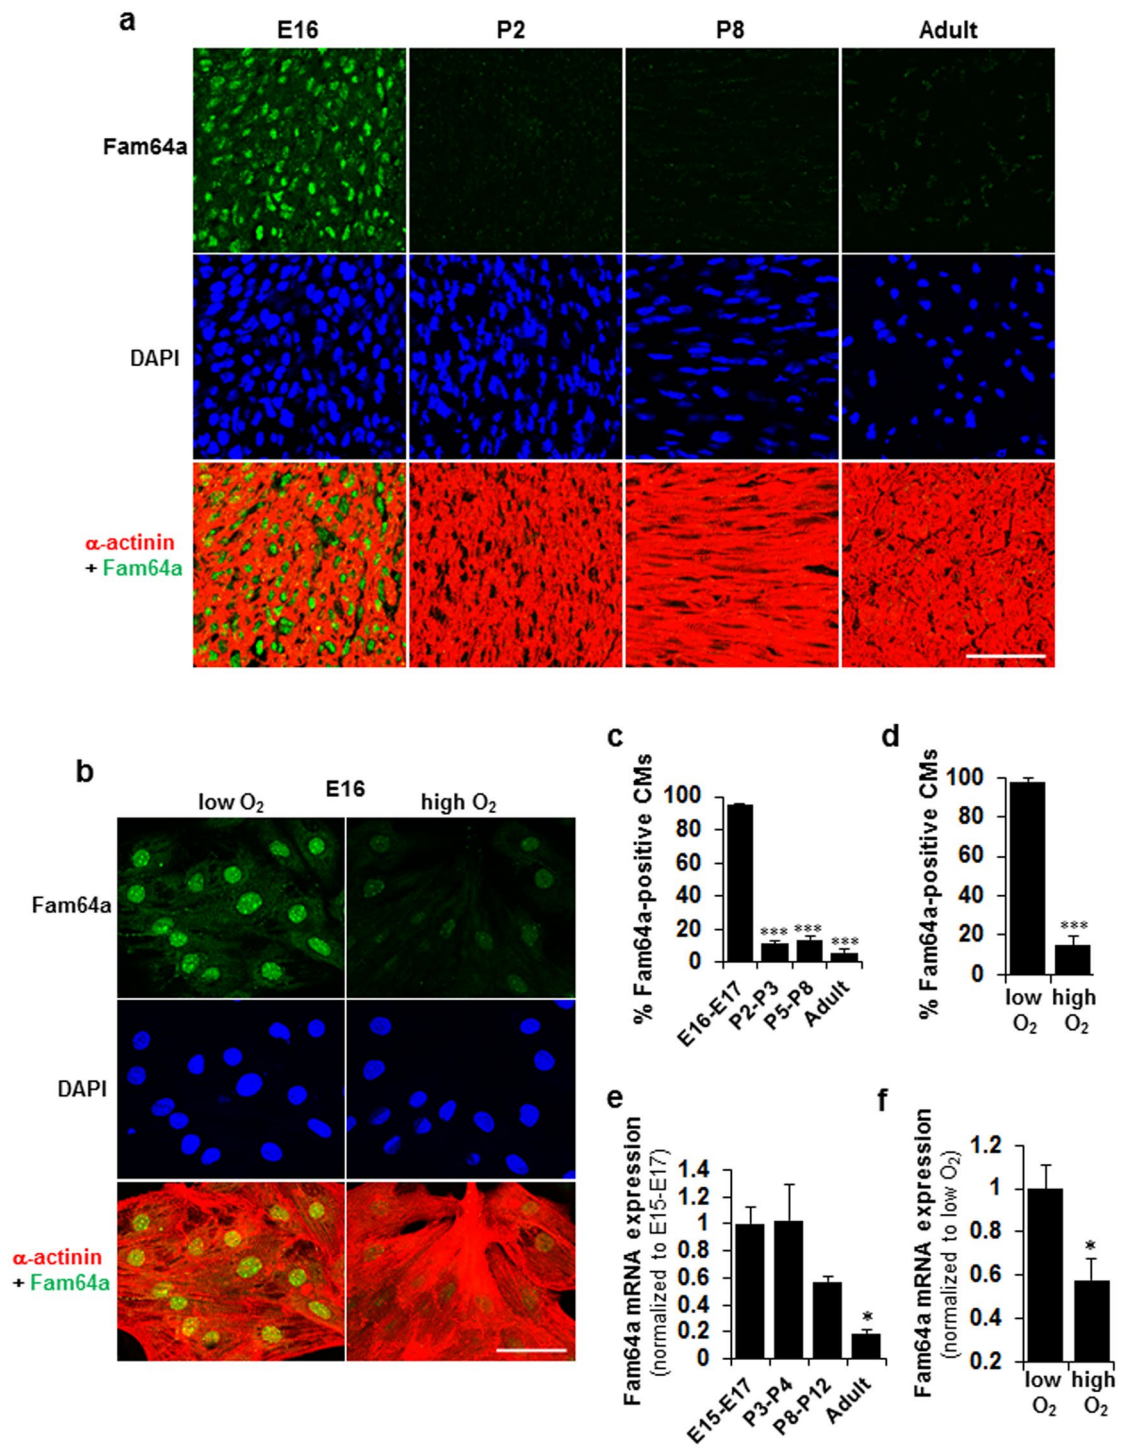 a
E16 P2 P8 Adult
Fam64a
DAPI
α-actinin
+ Fam64a
b
E16
low O₂ high O₂
Fam64a
DAPI
α-actinin
+ Fam64a
c
% Fam64a-positive CMs
100
80
60
40
20
0
*** *** ***
E16-E17 P2-P3 P5-P8 Adult
d
% Fam64a-positive CMs
100
80
60
40
20
0
***
low O₂ high O₂
e
Fam64a mRNA expression
(normalized to E15-E17)
1.4
1.2
1
0.8
0.6
0.4
0.2
0
*
E15-E17 P3-P4 P8-P12 Adult
f
Fam64a mRNA expression
(normalized to low O₂)
1.2
1
0.8
0.6
0.4
0.2
*
low O₂ high O₂